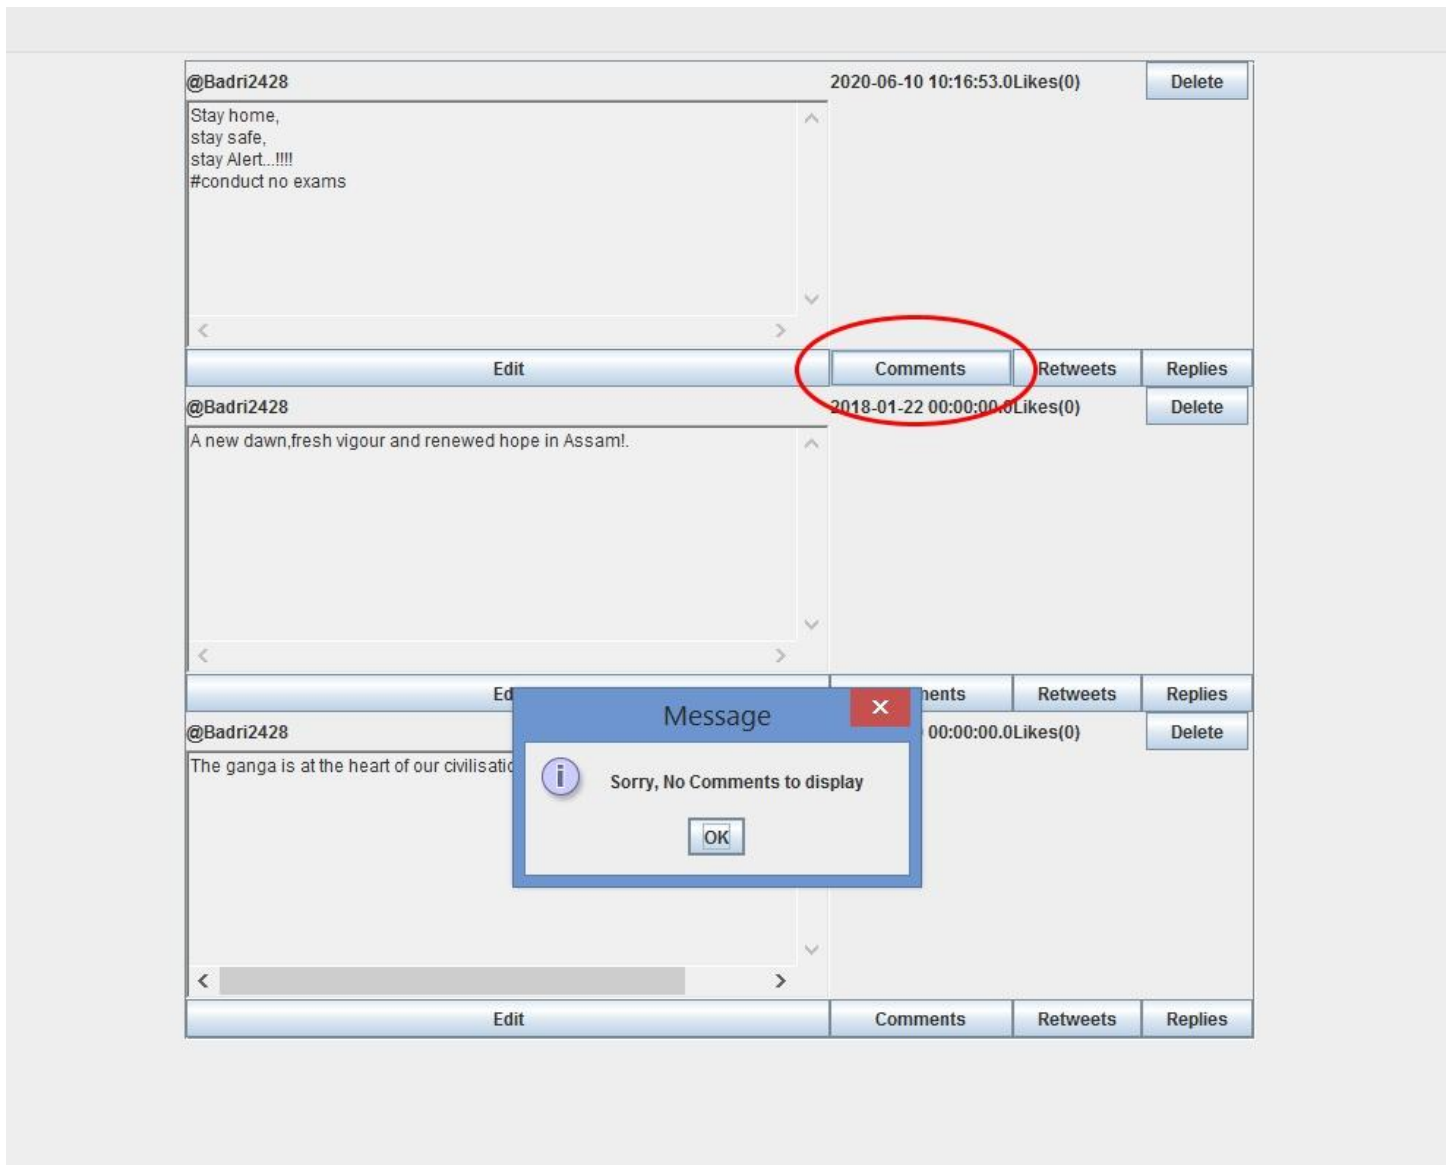 @Badri2428 2020-06-10 10:16:53.0Likes(0) Delete
Stay home,
stay safe,
stay Alert...!!!!
#conduct no exams
Edit Comments Retweets Replies
@Badri2428 2018-01-22 00:00:00.0Likes(0) Delete
A new dawn,fresh vigour and renewed hope in Assam!.
Retweets Replies
Message
@Badri2428 00:00:00.0Likes(0) Delete
The ganga is at the heart of our
Sorry, No Comments to display
OK
Edit Comments Retweets Replies